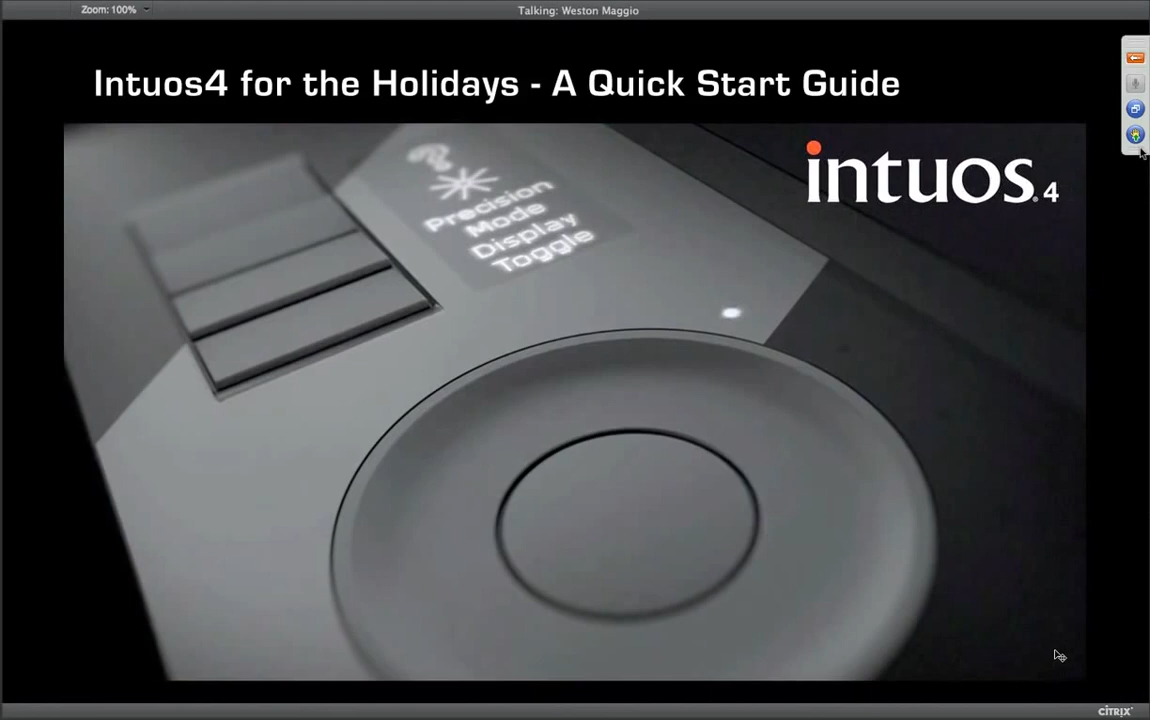 Zoom: 100%
Talking: Weston Maggio
Intuos4 for the Holidays - A Quick Start Guide
intuos®4
Precision
Mode
Display
Toggle
CITRIX®